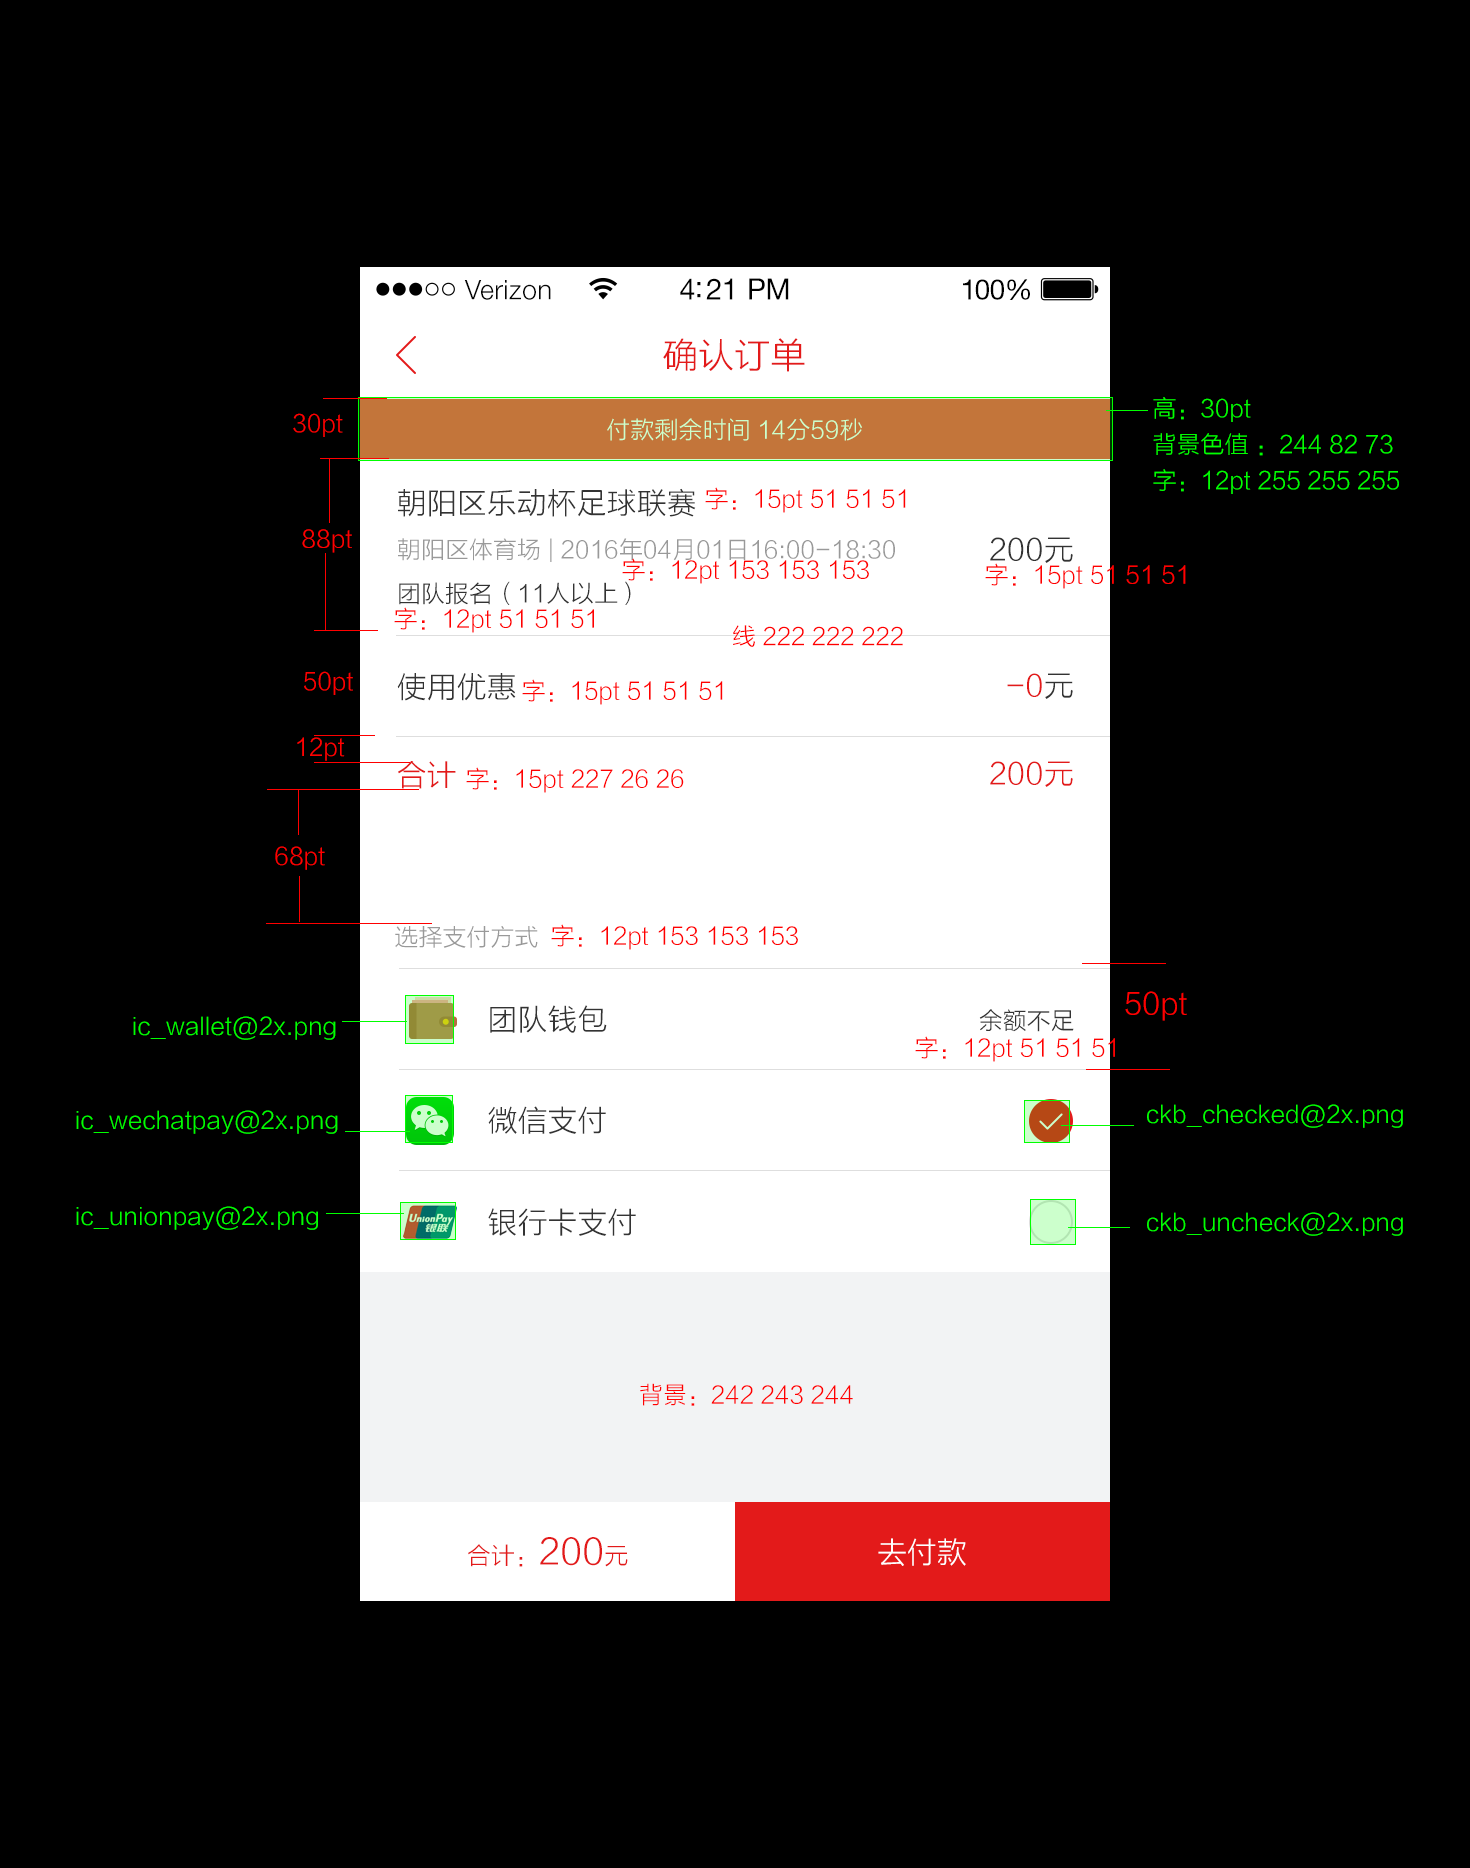 Verizon 4:21 PM 100%
确认订单
30pt
付款剩余时间 14分59秒
高：30pt
背景色值 ：244 82 73
字：12pt 255 255 255
朝阳区乐动杯足球联赛 字：15pt 51 51 51
88pt
朝阳区体育场 | 2016年04月01日16:00-18:30
200元
字：12pt 153 153 153
字：15pt 51 51 51
团队报名（11人以上）
字：12pt 51 51 51
线 222 222 222
50pt
使用优惠 字：15pt 51 51 51
-0元
12pt
合计 字：15pt 227 26 26
200元
68pt
选择支付方式 字：12pt 153 153 153
50pt
ic_wallet@2x.png
团队钱包
余额不足
字：12pt 51 51 51
ic_wechatpay@2x.png
微信支付
ckb_checked@2x.png
ic_unionpay@2x.png
UnionPay
银联
银行卡支付
ckb_uncheck@2x.png
背景：242 243 244
合计：200元
去付款